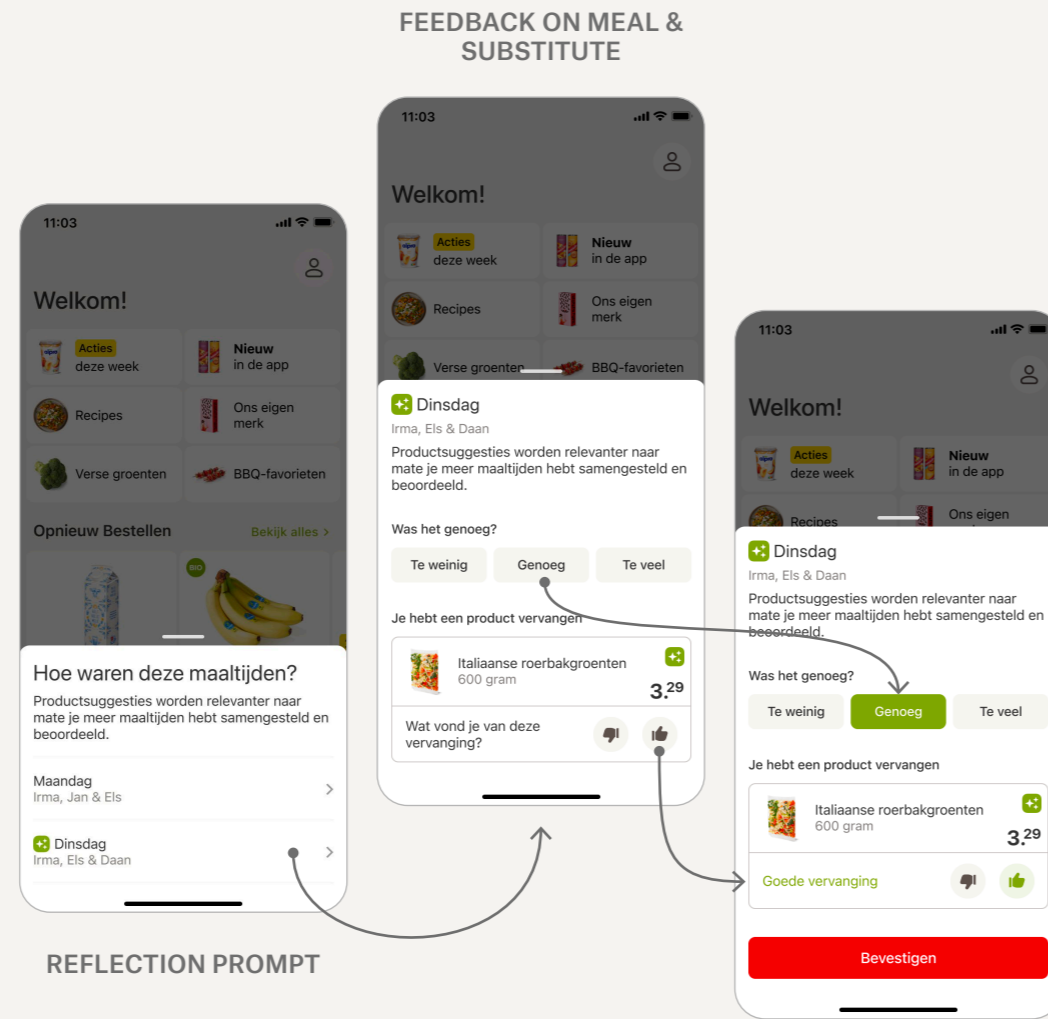 FEEDBACK ON MEAL &
SUBSTITUTE
11:03
Welkom!
Acties
deze week
Nieuw
in de app
Recipes
Ons eigen
merk
Verse groenten
BBQ-favorieten
Opnieuw Bestellen
Bekijk alles >
BIO
Hoe waren deze maaltijden?
Productsuggesties worden relevanter naar
mate je meer maaltijden hebt samengesteld en
beoordeeld.
Maandag
Irma, Jan & Els
Dinsdag
Irma, Els & Daan
REFLECTION PROMPT
11:03
Welkom!
Acties
deze week
Nieuw
in de app
Recipes
Ons eigen
merk
Verse groenten
BBQ-favorieten
Dinsdag
Irma, Els & Daan
Productsuggesties worden relevanter naar
mate je meer maaltijden hebt samengesteld en
beoordeeld.
Was het genoeg?
Te weinig
Genoeg
Te veel
Je hebt een product vervangen
Italiaanse roerbakgroenten
600 gram
3.29
Wat vond je van deze
vervanging?
11:03
Welkom!
Acties
deze week
Nieuw
in de app
Recipes
Ons eigen
Dinsdag
Irma, Els & Daan
Productsuggesties worden relevanter naar
mate je meer maaltijden hebt samengesteld en
beoordeeld.
Was het genoeg?
Te weinig
Genoeg
Te veel
Je hebt een product vervangen
Italiaanse roerbakgroenten
600 gram
3.29
Goede vervanging
Bevestigen